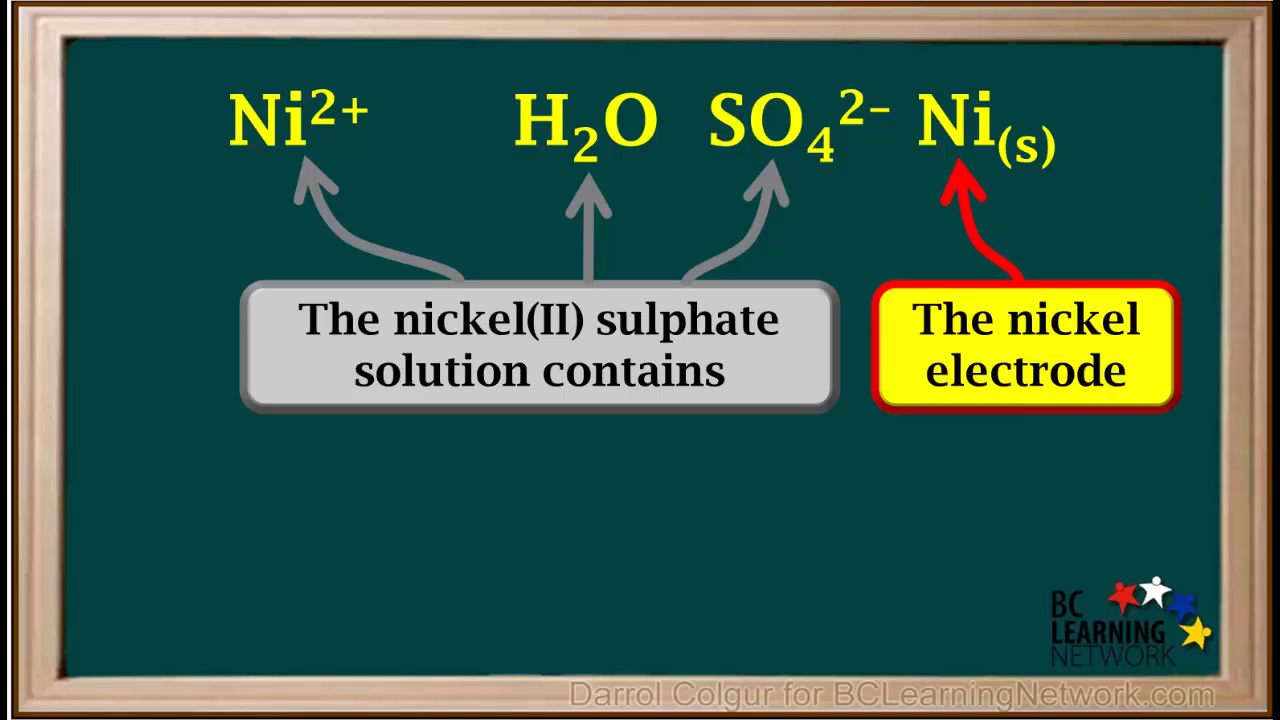 Ni²⁺ H₂O SO₄²⁻ Ni₍ₛ₎
The nickel(II) sulphate
solution contains
The nickel
electrode
BC
LEARNING
NETWORK
Darrol Colgur for BCLearningNetwork.com